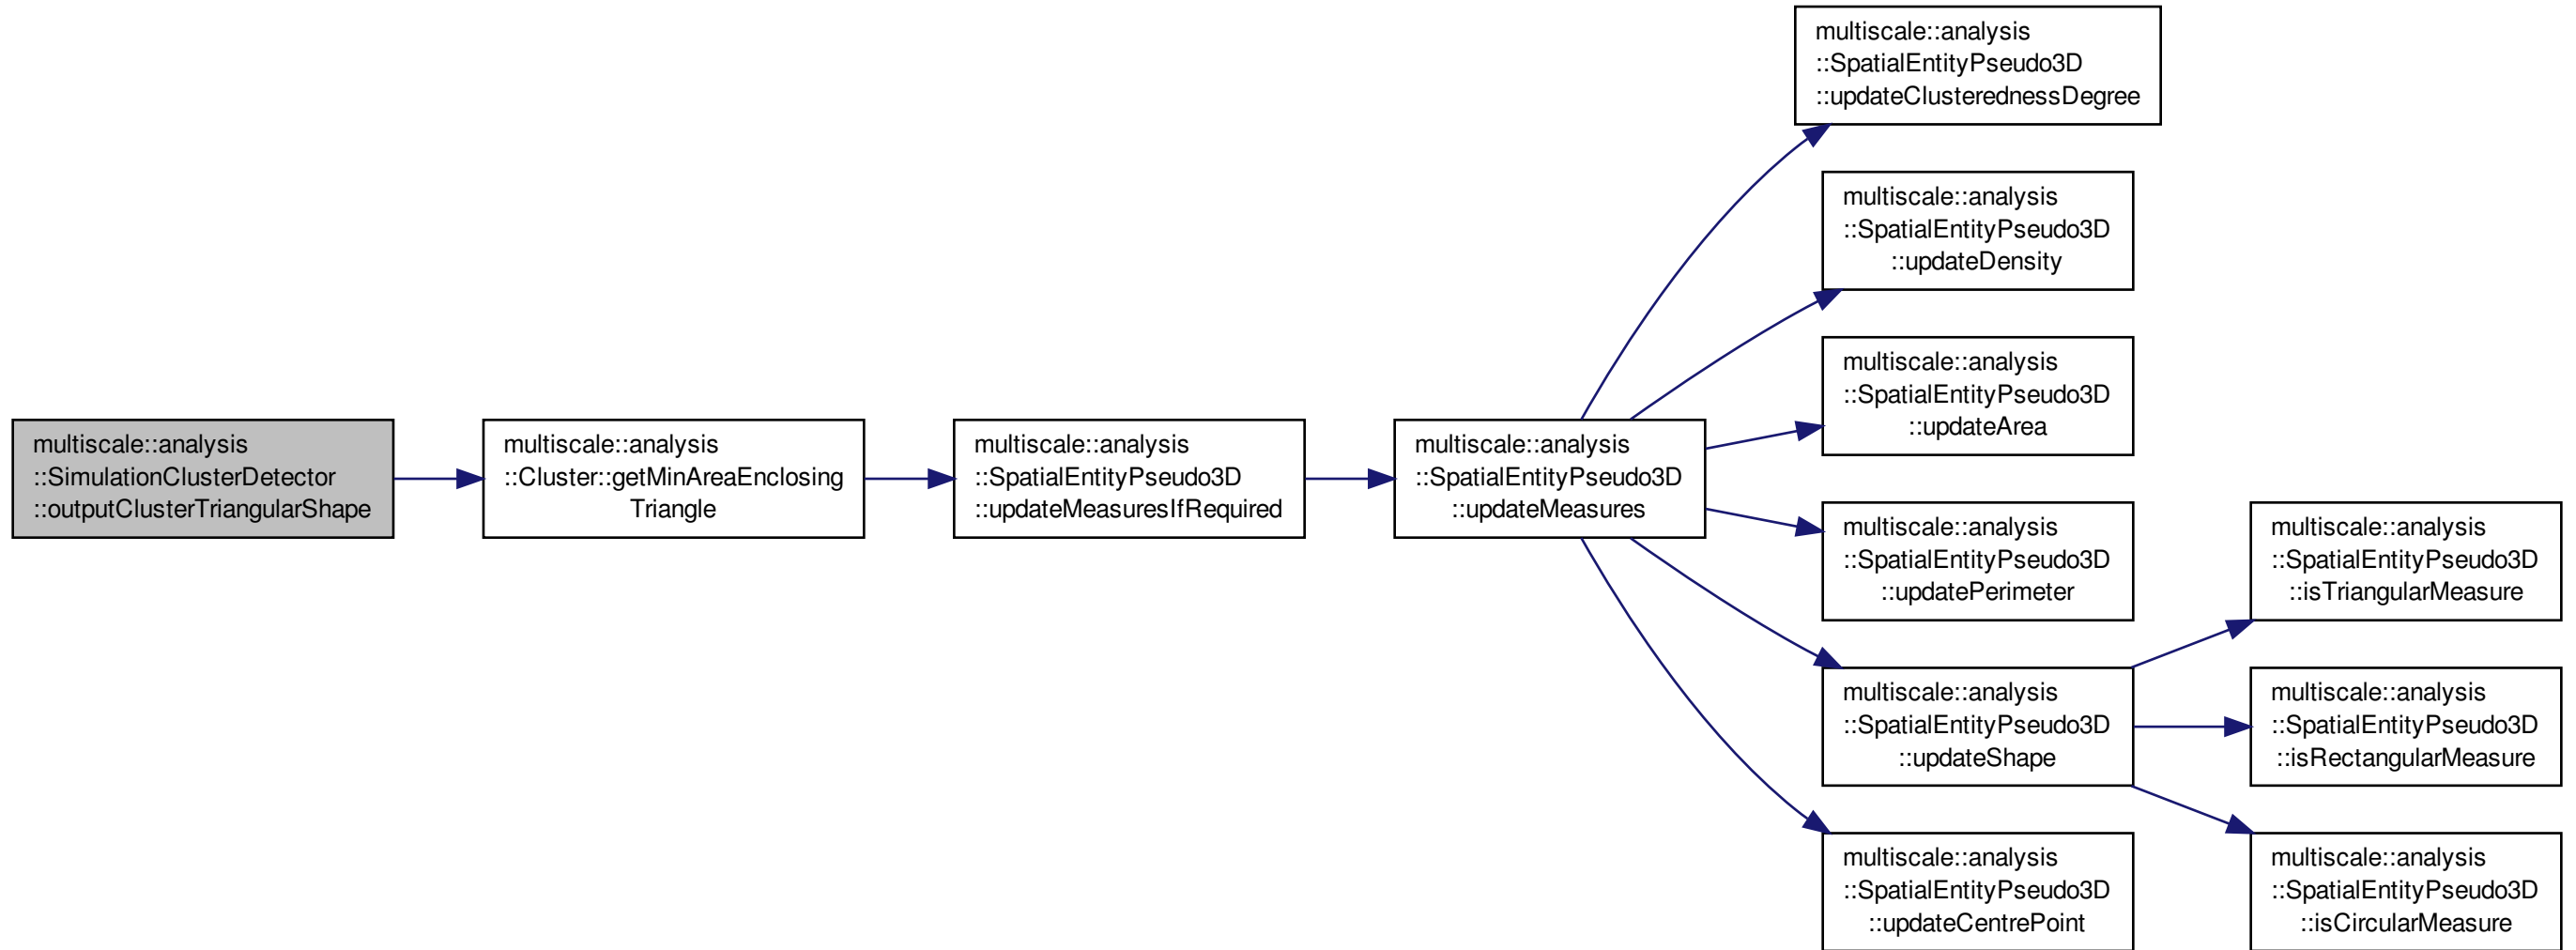 multiscale::analysis
::SimulationClusterDetector
::outputClusterTriangularShape
multiscale::analysis
::Cluster::getMinAreaEnclosing
Triangle
multiscale::analysis
::SpatialEntityPseudo3D
::updateMeasuresIfRequired
multiscale::analysis
::SpatialEntityPseudo3D
::updateMeasures
multiscale::analysis
::SpatialEntityPseudo3D
::updateClusterednessDegree
multiscale::analysis
::SpatialEntityPseudo3D
::updateDensity
multiscale::analysis
::SpatialEntityPseudo3D
::updateArea
multiscale::analysis
::SpatialEntityPseudo3D
::updatePerimeter
multiscale::analysis
::SpatialEntityPseudo3D
::updateShape
multiscale::analysis
::SpatialEntityPseudo3D
::updateCentrePoint
multiscale::analysis
::SpatialEntityPseudo3D
::isTriangularMeasure
multiscale::analysis
::SpatialEntityPseudo3D
::isRectangularMeasure
multiscale::analysis
::SpatialEntityPseudo3D
::isCircularMeasure